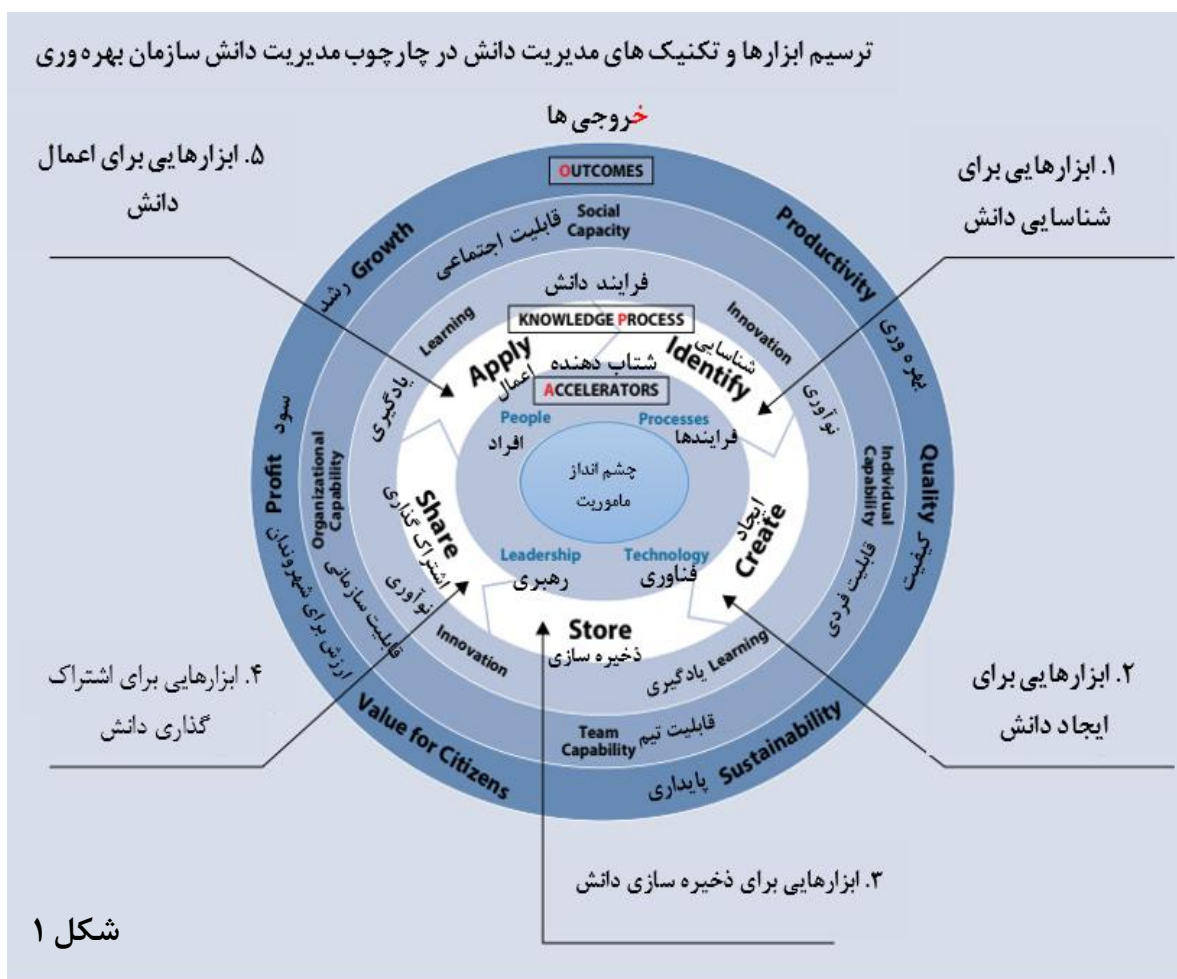 ترسیم ابزارها و تکنیک های مدیریت دانش در چارچوب مدیریت دانش سازمان بهره وری
خروجی ها
OUTCOMES
۱. ابزارهایی برای
شناسایی دانش
۵. ابزارهایی برای اعمال
دانش
Social
Capacity
قابلیت اجتماعی
Growth رشد
Productivity بهره وری
فرایند دانش
KNOWLEDGE PROCESS
Learning
یادگیری
Innovation
نوآوری
Apply
اعمال
Identify
شناسایی
شتاب دهنده
ACCELERATORS
People
افراد
Processes
فرایندها
چشم انداز
ماموریت
Profit سود
Organizational
Capability
قابلیت سازمانی
Individual
Capability
قابلیت فردی
Quality کیفیت
Share
اشتراک گذاری
Create
ایجاد
Leadership
رهبری
Technology
فناوری
Store
ذخیره سازی
نوآوری
Innovation
یادگیری Learning
Team
Capability
قابلیت تیم
ارزش برای شهروندان
Value for Citizens
پایداری Sustainability
۴. ابزارهایی برای اشتراک
گذاری دانش
۲. ابزارهایی برای
ایجاد دانش
۳. ابزارهایی برای ذخیره سازی دانش
شکل ۱